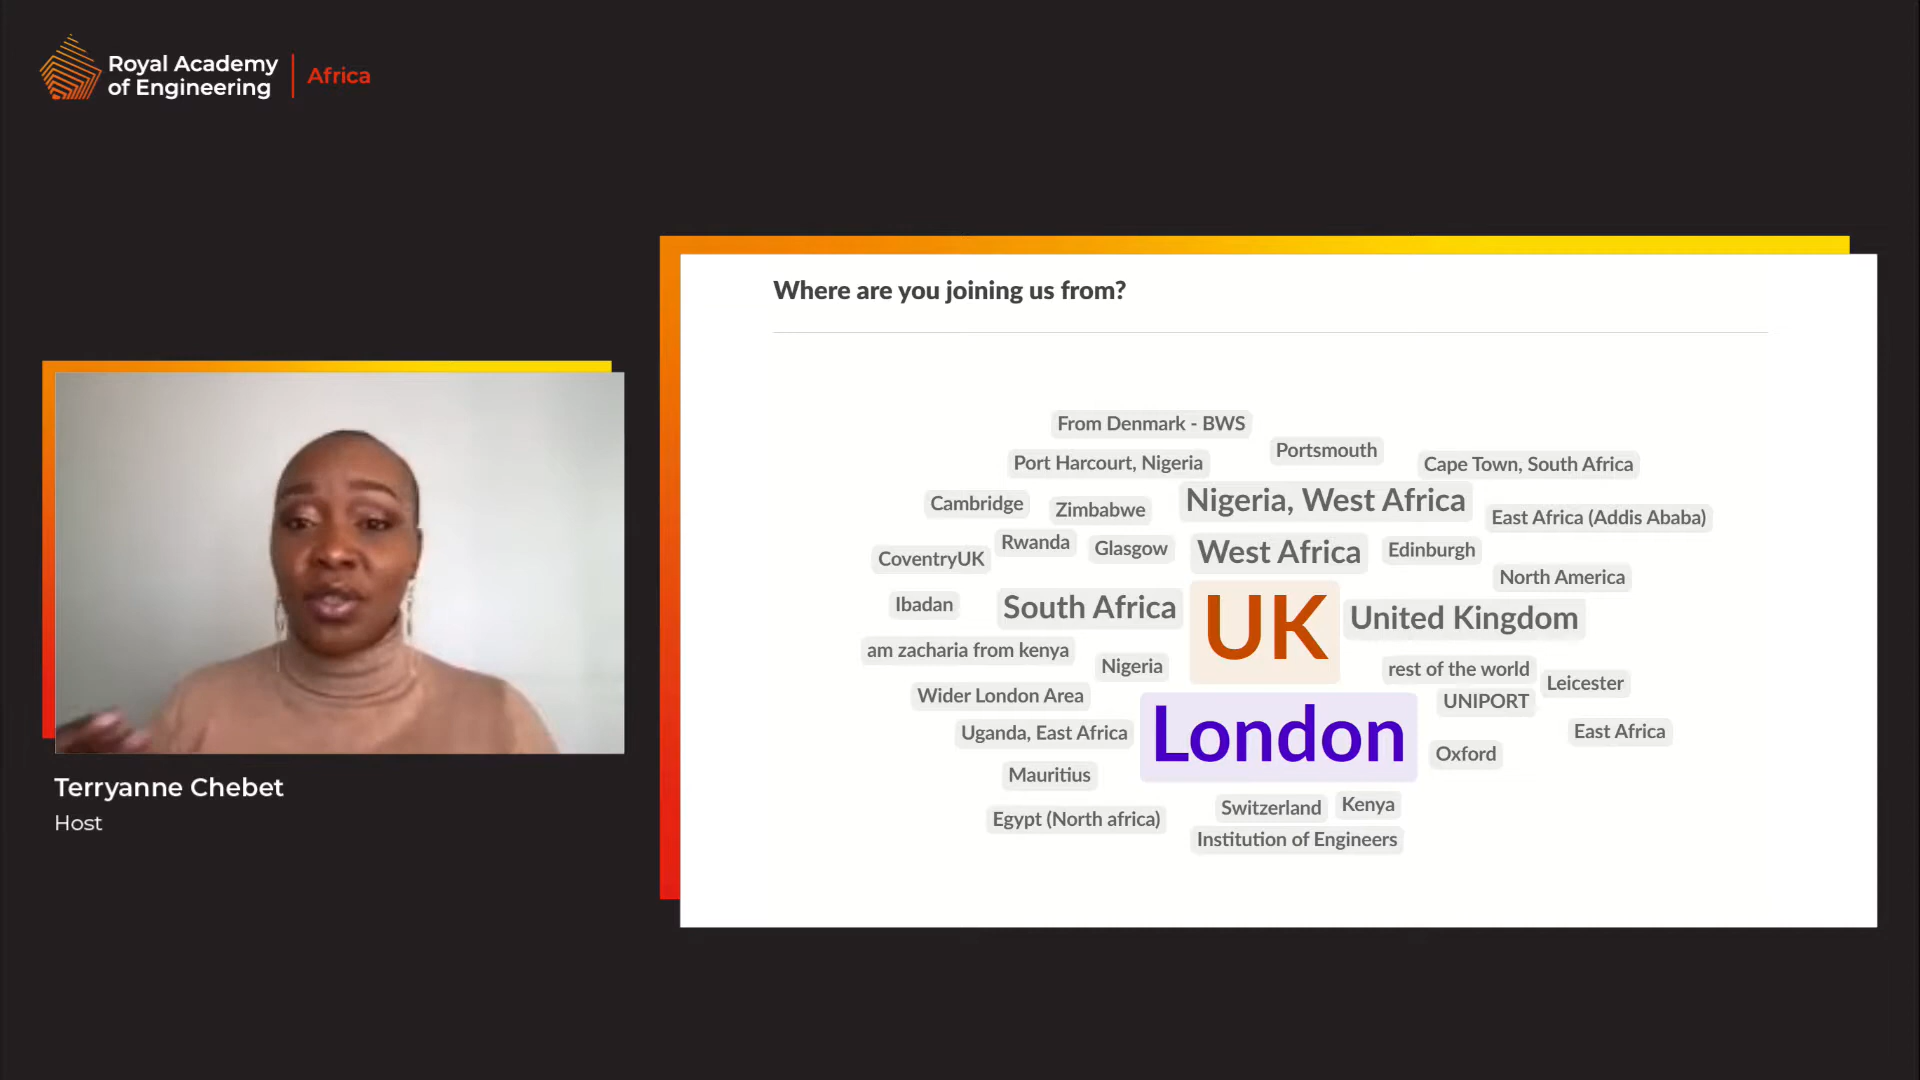 Royal Academy
of Engineering
Africa
Where are you joining us from?
From Denmark - BWS
Portsmouth
Port Harcourt, Nigeria
Cape Town, South Africa
Cambridge
Zimbabwe
Nigeria, West Africa
East Africa (Addis Ababa)
CoventryUK
Rwanda
Glasgow
West Africa
Edinburgh
North America
Ibadan
South Africa
UK
United Kingdom
am zacharia from kenya
Nigeria
rest of the world
Leicester
Wider London Area
UNIPORT
Uganda, East Africa
London
East Africa
Oxford
Mauritius
Switzerland
Kenya
Egypt (North africa)
Institution of Engineers
Terryanne Chebet
Host